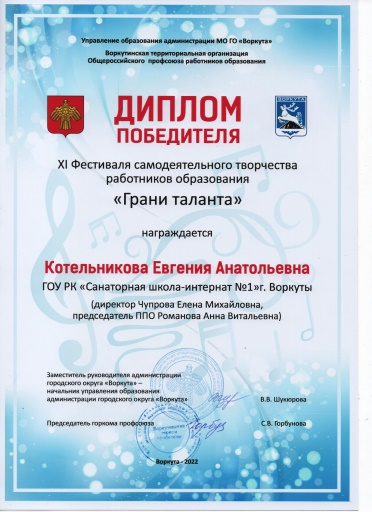 Управление образования администрации МО ГО «Воркута»
Воркутинская территориальная организация
Общероссийского профсоюза работников образования
ВОРКУТА
ДИПЛОМ
ПОБЕДИТЕЛЯ
XI Фестиваля самодеятельного творчества
работников образования
«Грани таланта»
награждается
Котельникова Евгения Анатольевна
ГОУ РК «Санаторная школа-интернат №1»г. Воркуты
(директор Чупрова Елена Михайловна,
председатель ППО Романова Анна Витальевна)
Заместитель руководителя администрации
городского округа «Воркута» –
начальник управления образования
администрации городского округа «Воркута» В.В. Шукюрова
Председатель горкома профсоюза С.В. Горбунова
Воркута - 2022